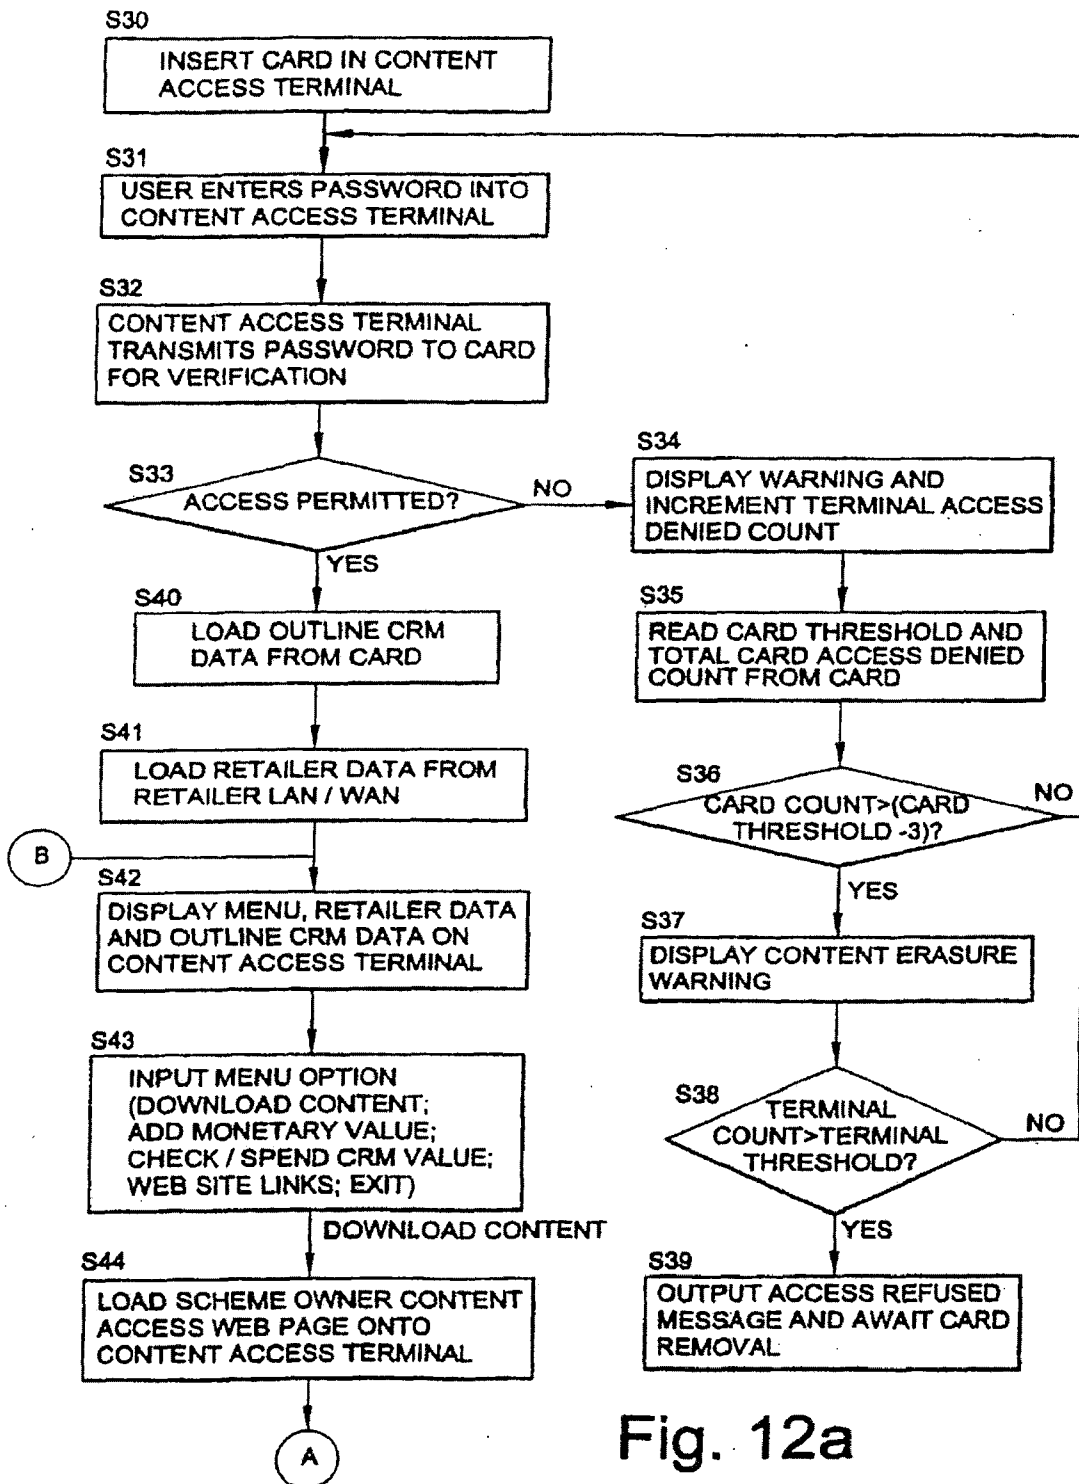 S30
INSERT CARD IN CONTENT
ACCESS TERMINAL
S31
USER ENTERS PASSWORD INTO
CONTENT ACCESS TERMINAL
S32
CONTENT ACCESS TERMINAL
TRANSMITS PASSWORD TO CARD
FOR VERIFICATION
S33
ACCESS PERMITTED?
NO
YES
S34
DISPLAY WARNING AND
INCREMENT TERMINAL ACCESS
DENIED COUNT
S35
READ CARD THRESHOLD AND
TOTAL CARD ACCESS DENIED
COUNT FROM CARD
S36
CARD COUNT>(CARD
THRESHOLD -3)?
NO
YES
S37
DISPLAY CONTENT ERASURE
WARNING
S38
TERMINAL
COUNT>TERMINAL
THRESHOLD?
NO
YES
S39
OUTPUT ACCESS REFUSED
MESSAGE AND AWAIT CARD
REMOVAL
S40
LOAD OUTLINE CRM
DATA FROM CARD
S41
LOAD RETAILER DATA FROM
RETAILER LAN / WAN
B
S42
DISPLAY MENU, RETAILER DATA
AND OUTLINE CRM DATA ON
CONTENT ACCESS TERMINAL
S43
INPUT MENU OPTION
(DOWNLOAD CONTENT;
ADD MONETARY VALUE;
CHECK / SPEND CRM VALUE;
WEB SITE LINKS; EXIT)
DOWNLOAD CONTENT
S44
LOAD SCHEME OWNER CONTENT
ACCESS WEB PAGE ONTO
CONTENT ACCESS TERMINAL
A
Fig. 12a